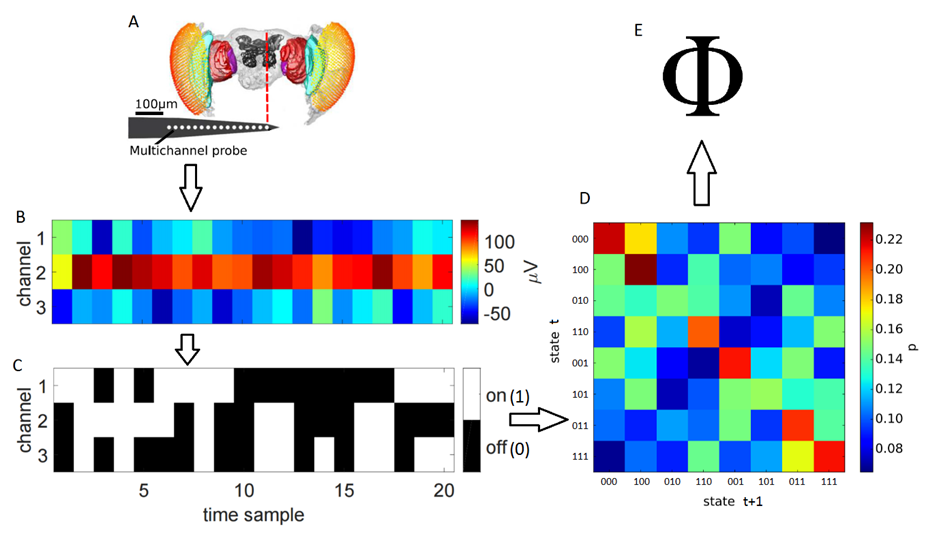 A
100µm
Multichannel probe
E
Φ
B
channel
1
2
3
100
50
0
-50
µV
C
channel
1
2
3
on (1)
off (0)
5
10
15
20
time sample
D
state t
000
100
010
110
001
101
011
111
000 100 010 110 001 101 011 111
state t+1
0.22
0.20
0.18
0.16
0.14
0.12
0.10
0.08
p